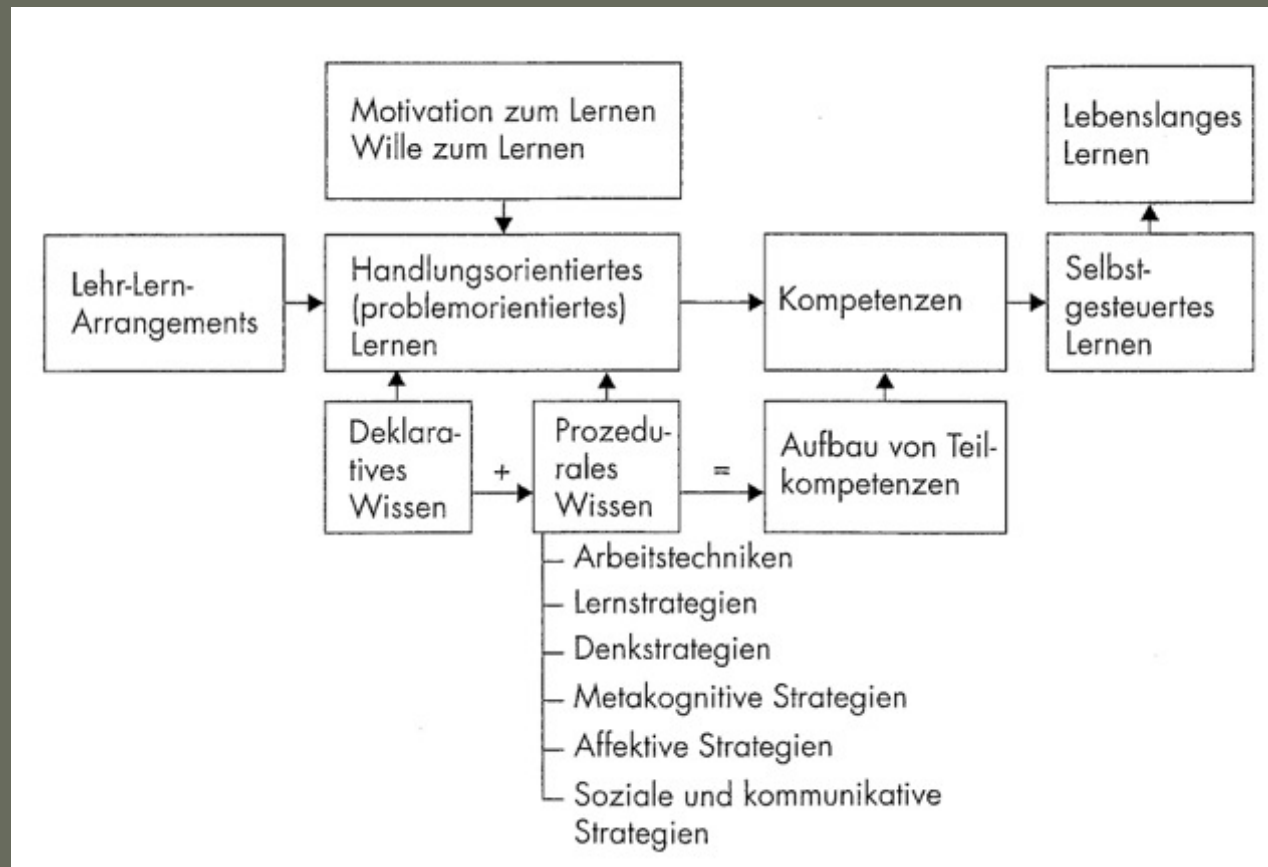 Motivation zum Lernen
Wille zum Lernen
Lebenslanges
Lernen
Lehr-Lern-
Arrangements
Handlungsorientiertes
(problemorientiertes)
Lernen
Kompetenzen
Selbst-
gesteuertes
Lernen
Deklara-
tives
Wissen
+
Prozedu-
rales
Wissen
=
Aufbau von Teil-
kompetenzen
Arbeitstechniken
Lernstrategien
Denkstrategien
Metakognitive Strategien
Affektive Strategien
Soziale und kommunikative
Strategien